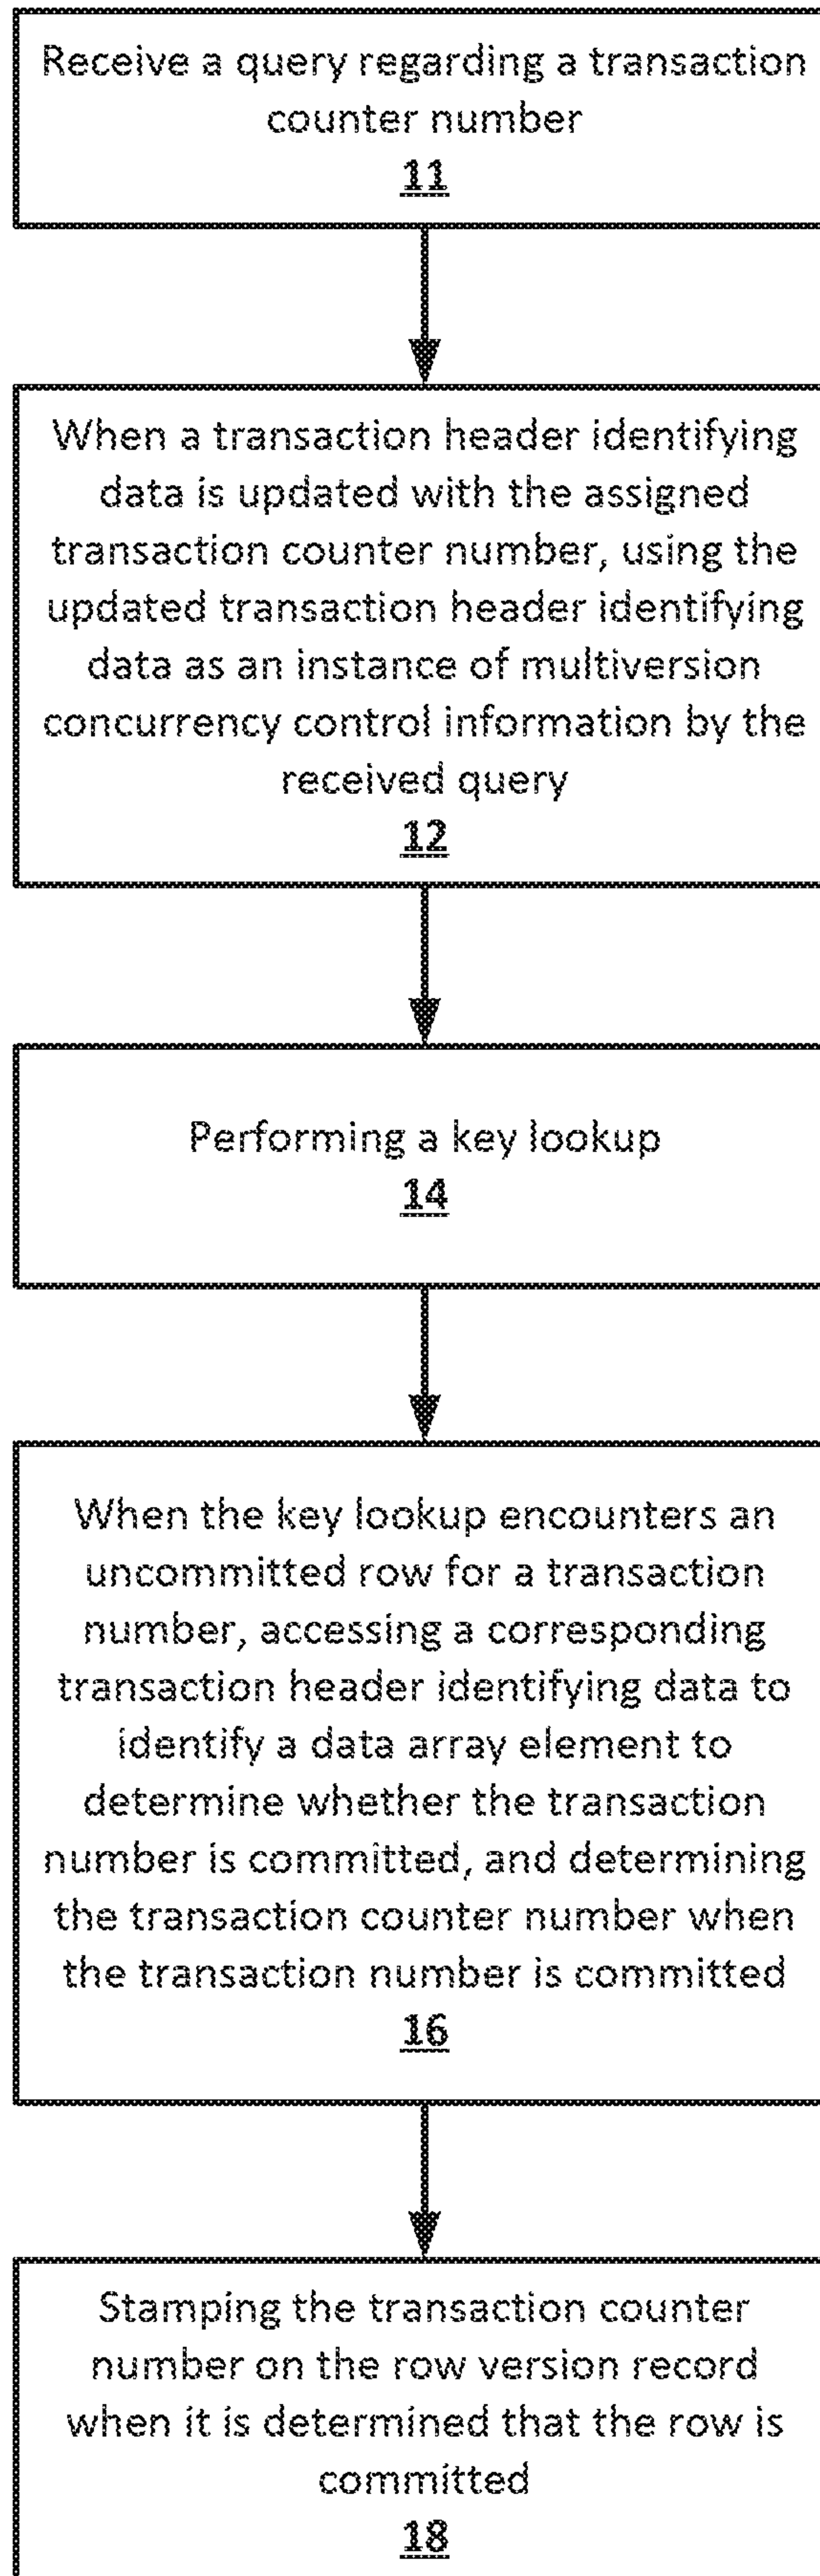 Receive a query regarding a transaction
counter number
11
When a transaction header identifying
data is updated with the assigned
transaction counter number, using the
updated transaction header identifying
data as an instance of multiversion
concurrency control information by the
received query
12
Performing a key lookup
14
When the key lookup encounters an
uncommitted row for a transaction
number, accessing a corresponding
transaction header identifying data to
identify a data array element to
determine whether the transaction
number is committed, and determining
the transaction counter number when
the transaction number is committed
16
Stamping the transaction counter
number on the row version record
when it is determined that the row is
committed
18